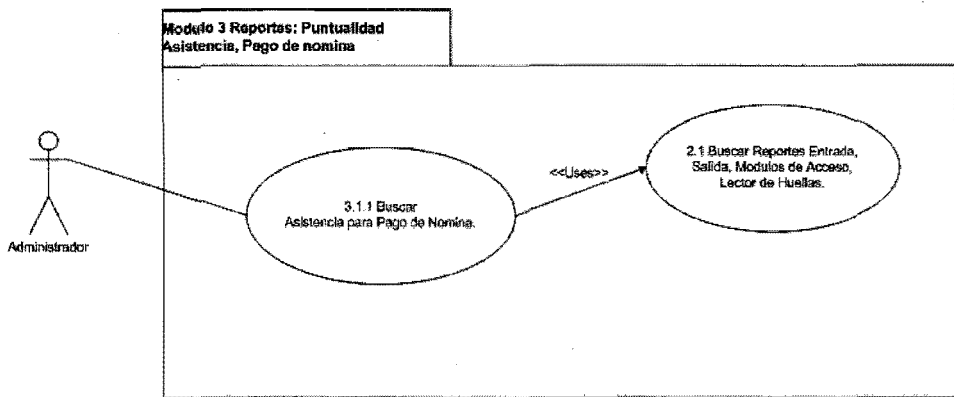 Modulo 3 Reportes: Puntualidad
Asistencia, Pago de nomina
2.1 Buscar Reportes Entrada,
Salida, Modulos de Acceso,
Lector de Huellas.
<<Uses>>
3.1.1 Buscar
Asistencia para Pago de Nomina.
Administrador